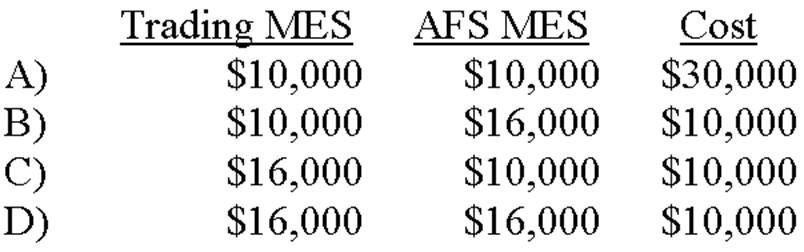 Trading MES AFS MES Cost
A) $10,000 $10,000 $30,000
B) $10,000 $16,000 $10,000
C) $16,000 $10,000 $10,000
D) $16,000 $16,000 $10,000